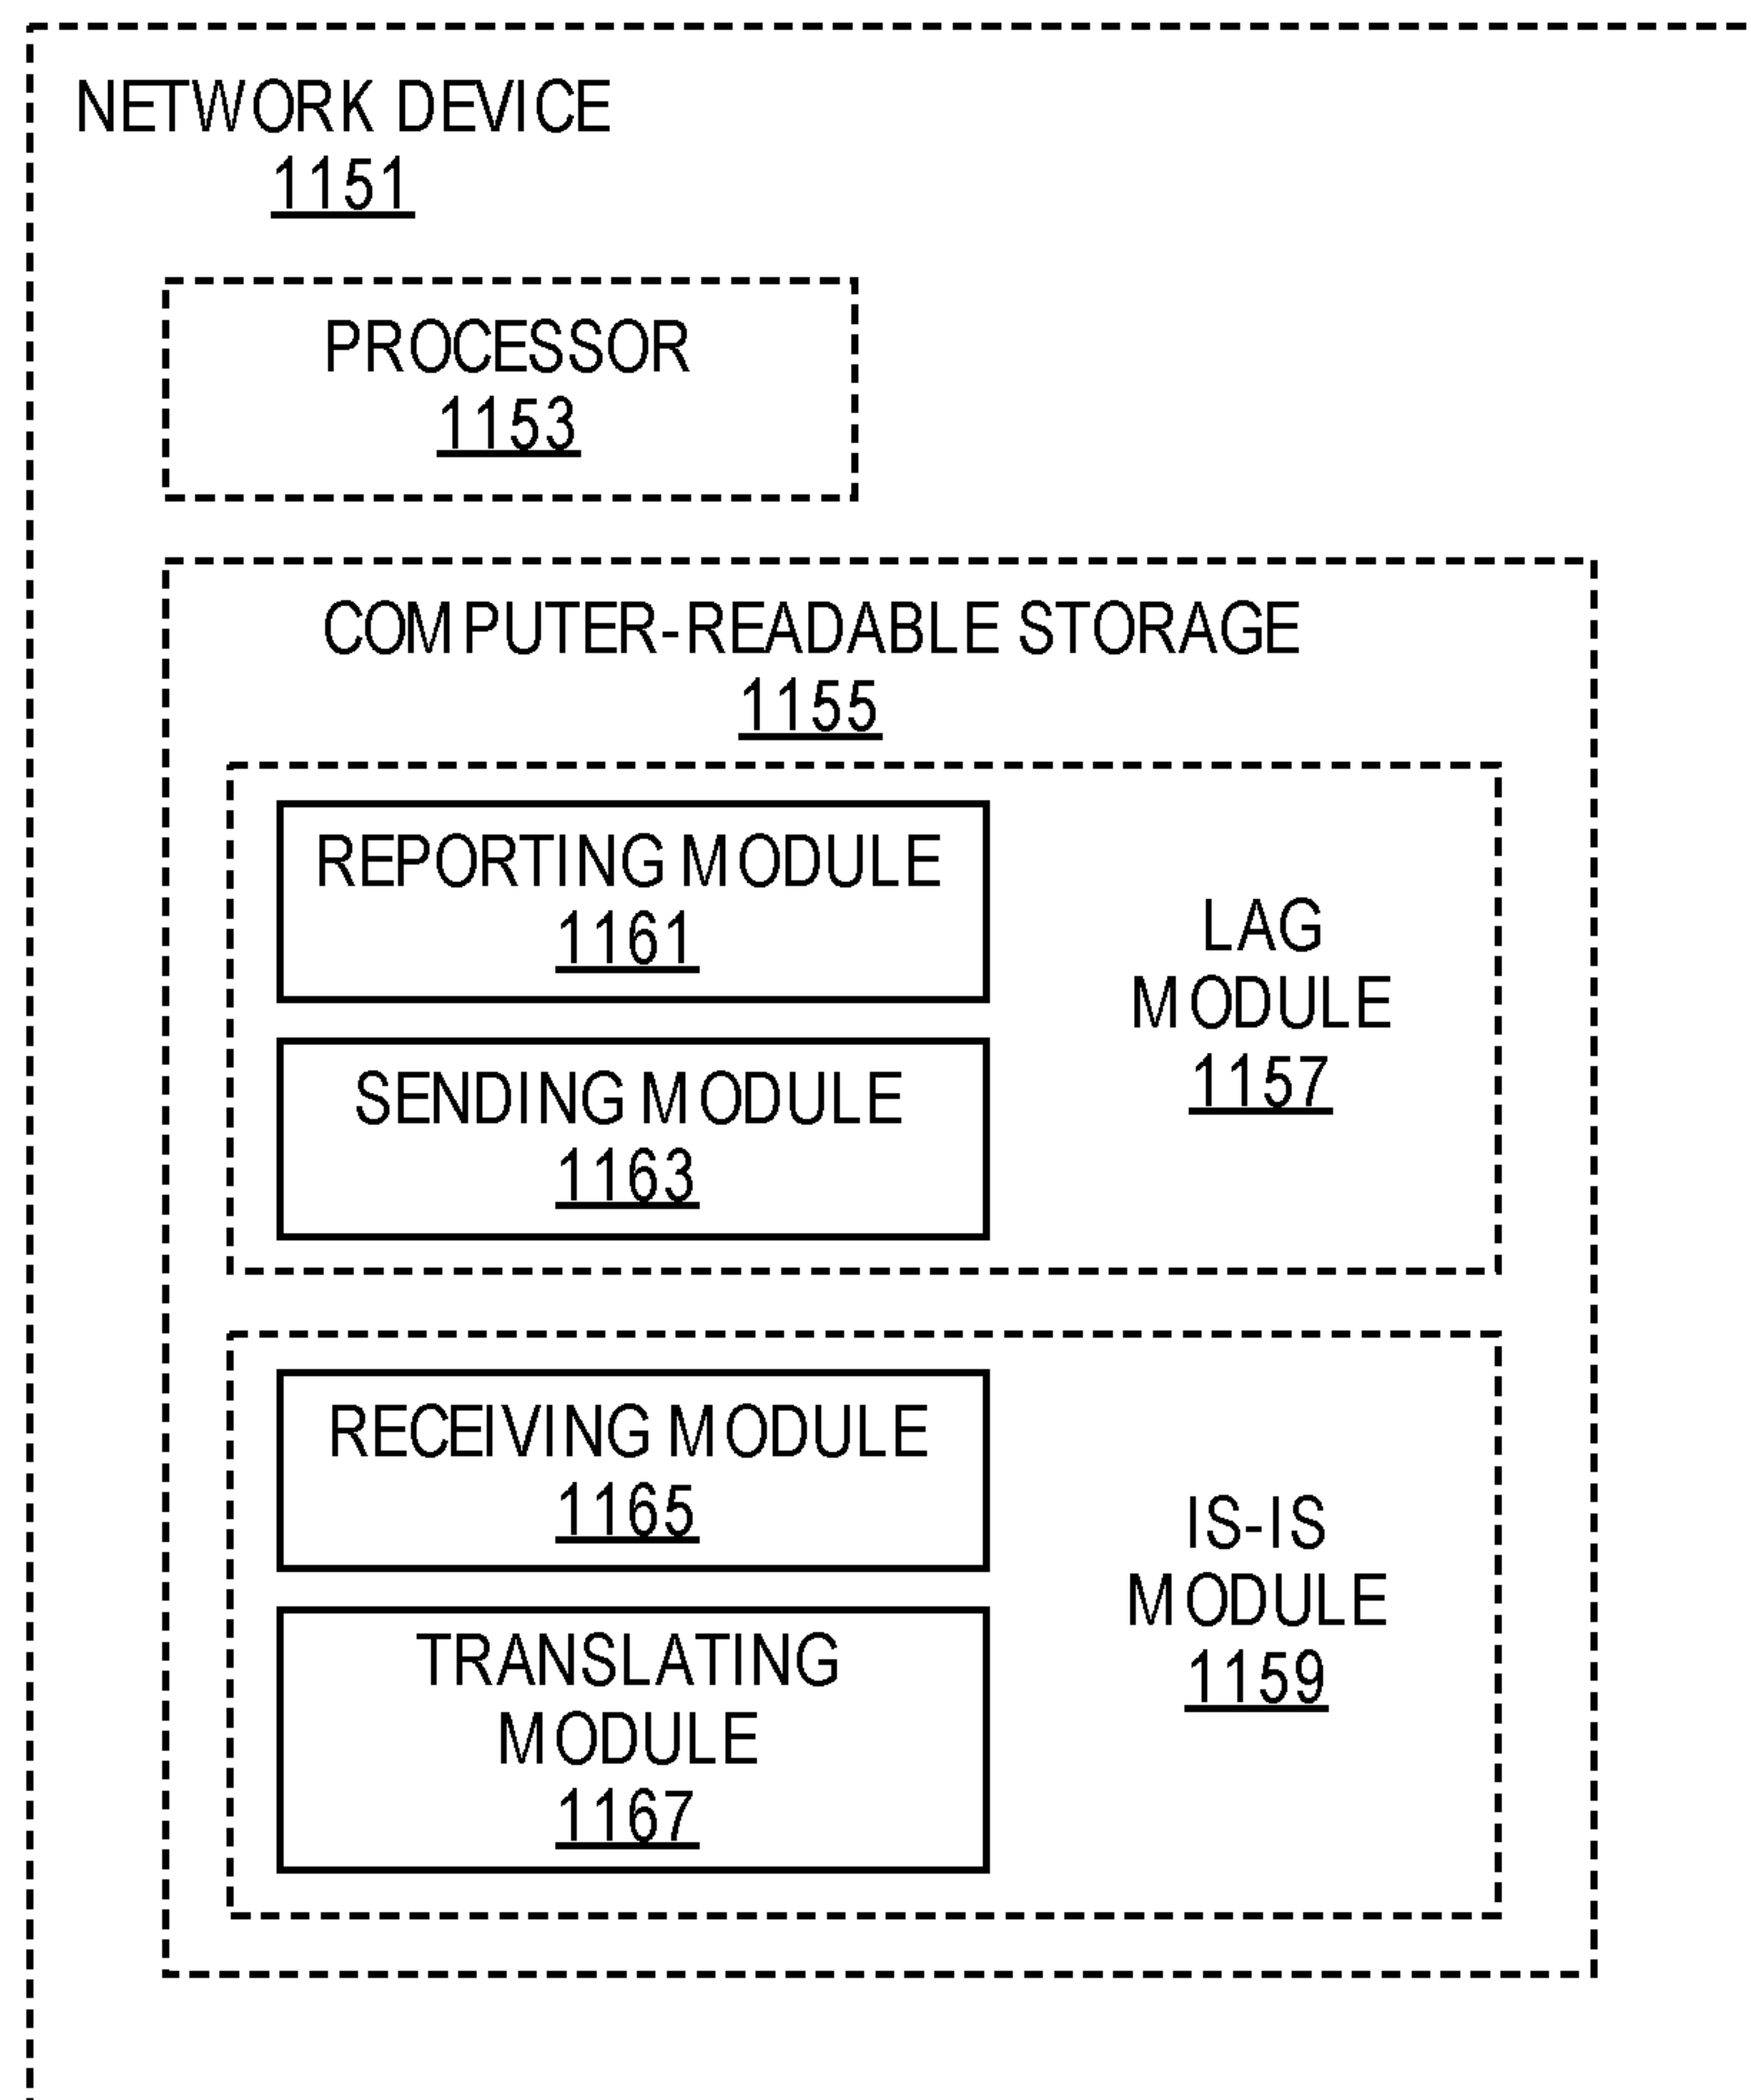 NETWORK DEVICE
1151
PROCESSOR
1153
COMPUTER-READABLE STORAGE
1155
REPORTING MODULE
1161
SENDING MODULE
1163
LAG
MODULE
1157
RECEIVING MODULE
1165
TRANSLATING
MODULE
1167
IS-IS
MODULE
1159